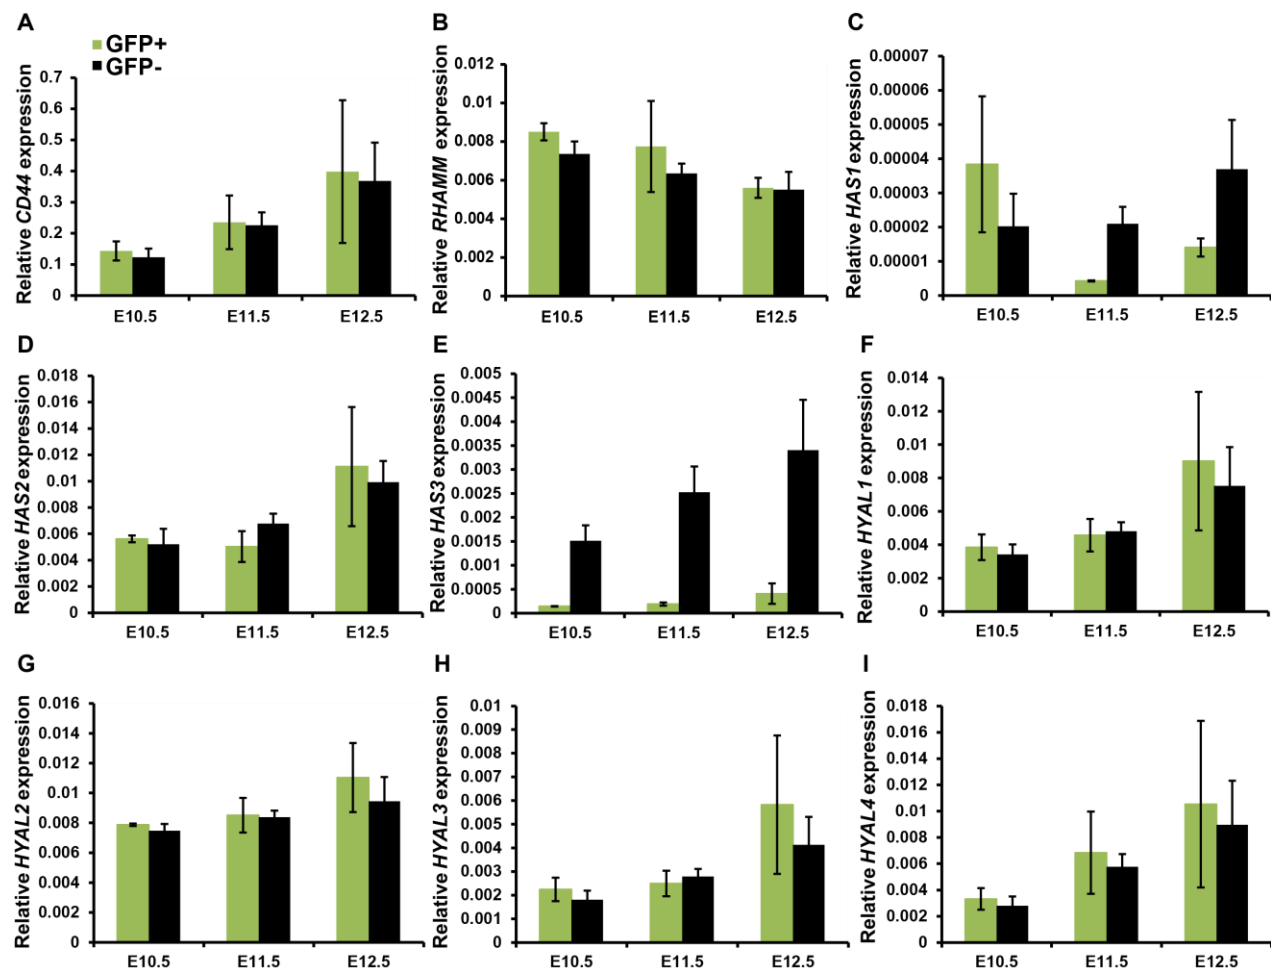 A
GFP+
GFP-
Relative CD44 expression
0.7
0.6
0.5
0.4
0.3
0.2
0.1
0
E10.5 E11.5 E12.5
B
Relative RHAMM expression
0.012
0.01
0.008
0.006
0.004
0.002
0
E10.5 E11.5 E12.5
C
Relative HAS1 expression
0.00007
0.00006
0.00005
0.00004
0.00003
0.00002
0.00001
0
E10.5 E11.5 E12.5
D
Relative HAS2 expression
0.018
0.016
0.014
0.012
0.01
0.008
0.006
0.004
0.002
0
E10.5 E11.5 E12.5
E
Relative HAS3 expression
0.005
0.0045
0.004
0.0035
0.003
0.0025
0.002
0.0015
0.001
0.0005
0
E10.5 E11.5 E12.5
F
Relative HYAL1 expression
0.014
0.012
0.01
0.008
0.006
0.004
0.002
0
E10.5 E11.5 E12.5
G
Relative HYAL2 expression
0.016
0.014
0.012
0.01
0.008
0.006
0.004
0.002
0
E10.5 E11.5 E12.5
H
Relative HYAL3 expression
0.01
0.009
0.008
0.007
0.006
0.005
0.004
0.003
0.002
0.001
0
E10.5 E11.5 E12.5
I
Relative HYAL4 expression
0.018
0.016
0.014
0.012
0.01
0.008
0.006
0.004
0.002
0
E10.5 E11.5 E12.5